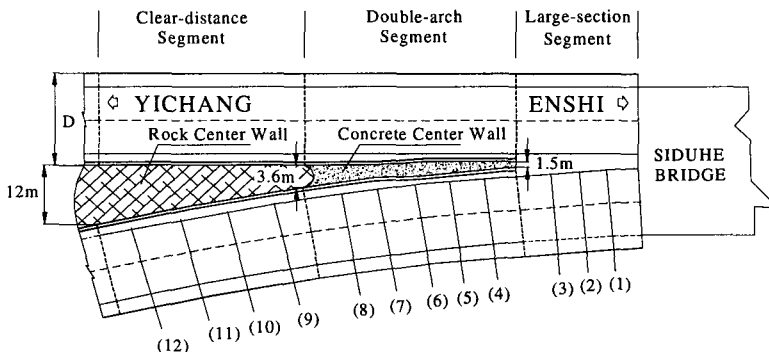 Clear-distance
Segment
Double-arch
Segment
Large-section
Segment
YICHANG
ENSHI
D
Rock Center Wall
Concrete Center Wall
1.5m
3.6m
12m
SIDUHE
BRIDGE
(12)
(11)
(10)
(9)
(8)
(7)
(6)
(5)
(4)
(3)
(2)
(1)